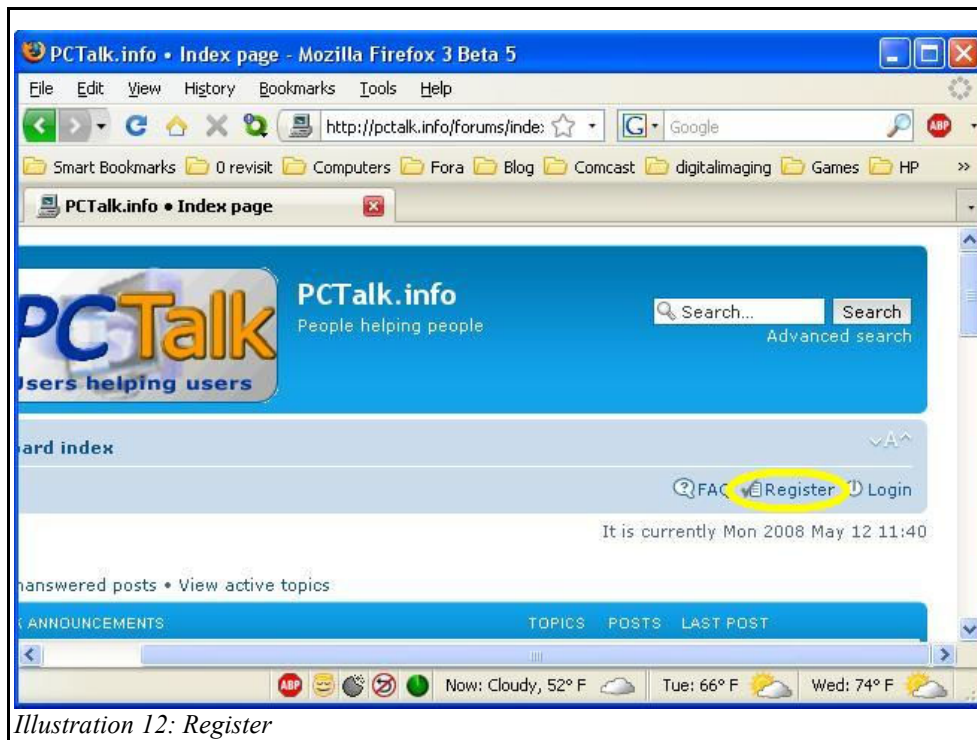 PCTalk.info • Index page - Mozilla Firefox 3 Beta 5
File Edit View History Bookmarks Tools Help
http://pctalk.info/forums/inde
G Google ABP
Smart Bookmarks 0 revisit Computers Fora Blog Comcast digitalimaging Games HP »
PCTalk.info • Index page
PCTalk
Users helping users
PCTalk.info
People helping people
Search... Search
Advanced search
ard index
A
FAQ Register Login
It is currently Mon 2008 May 12 11:40
nanswered posts • View active topics
ANNOUNCEMENTS TOPICS POSTS LAST POST
ABP Now: Cloudy, 52° F Tue: 66° F Wed: 74° F
Illustration 12: Register